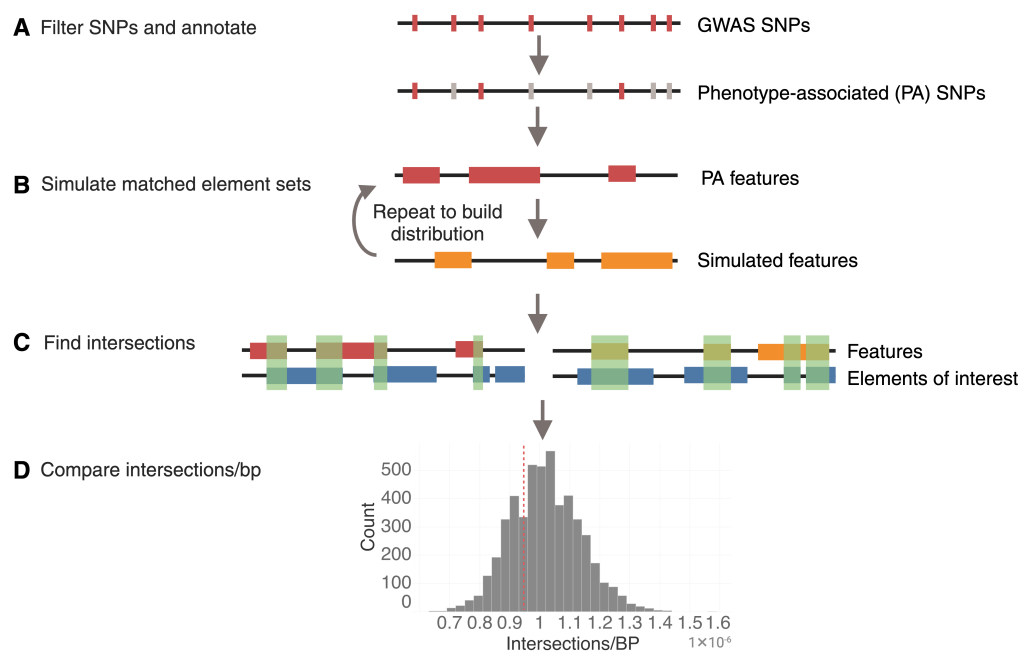 A Filter SNPs and annotate
GWAS SNPs
Phenotype-associated (PA) SNPs
B Simulate matched element sets
PA features
Repeat to build
distribution
Simulated features
C Find intersections
Features
Elements of interest
D Compare intersections/bp
Count
500
400
300
200
100
0
0.7 0.8 0.9 1 1.1 1.2 1.3 1.4 1.5 1.6
Intersections/BP
1×10⁻⁶